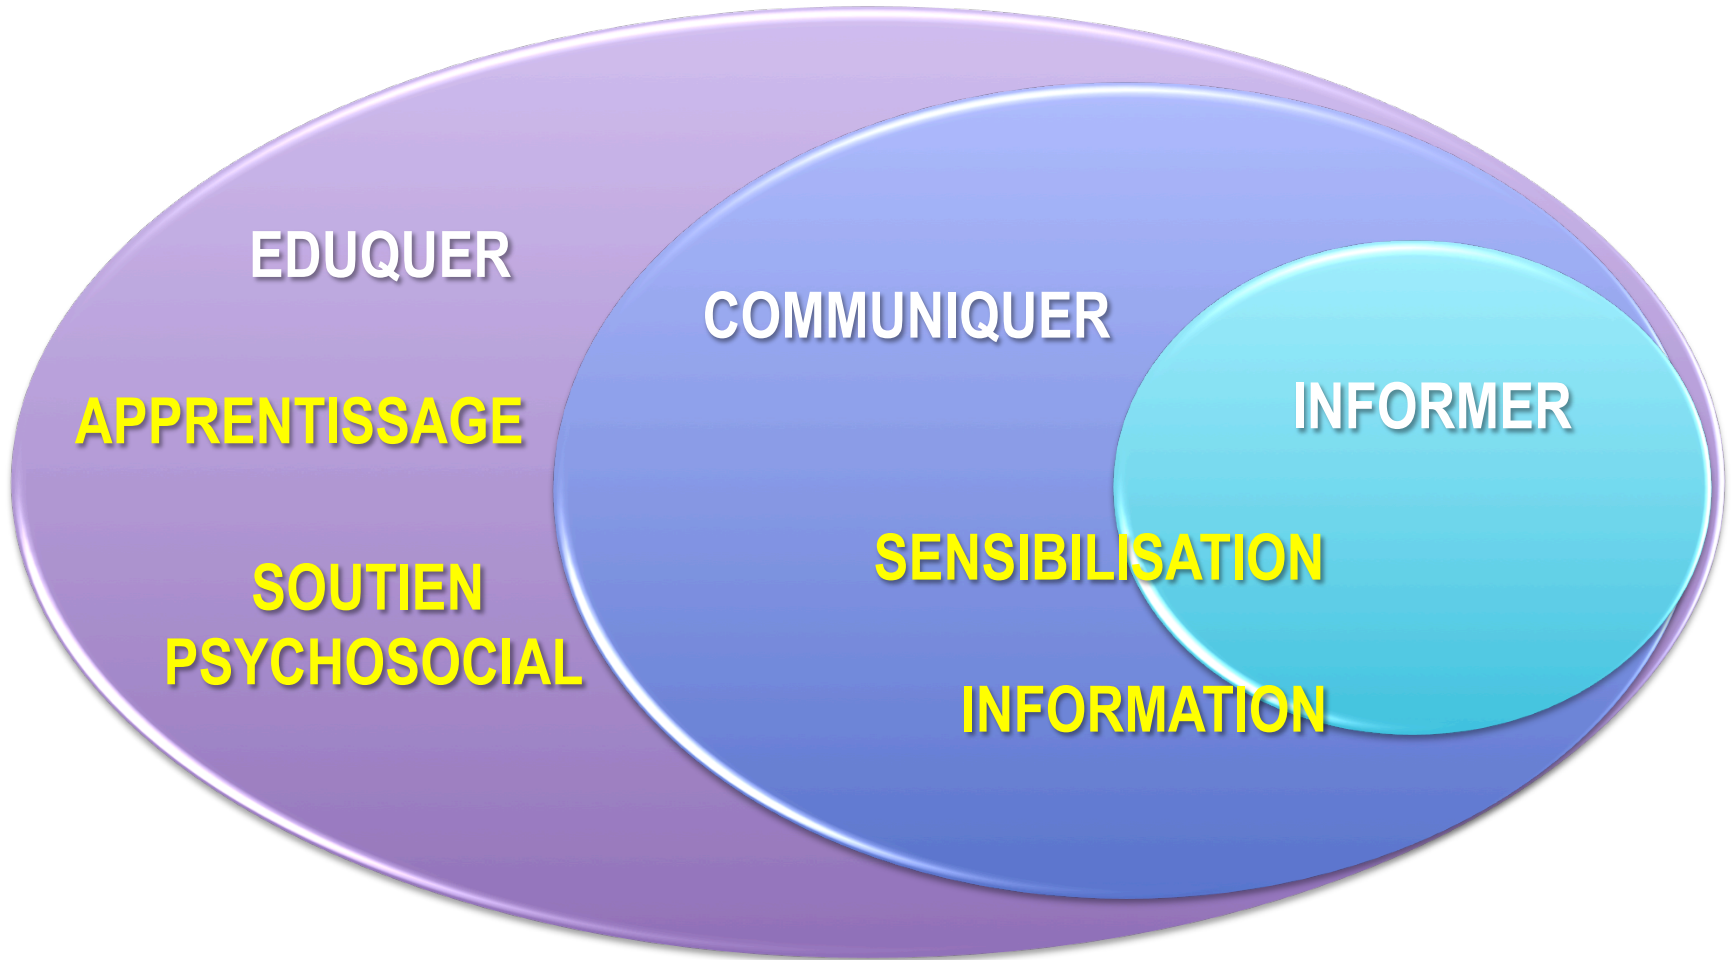 EDUQUER
COMMUNIQUER
INFORMER
APPRENTISSAGE
SENSIBILISATION
SOUTIEN
PSYCHOSOCIAL
INFORMATION